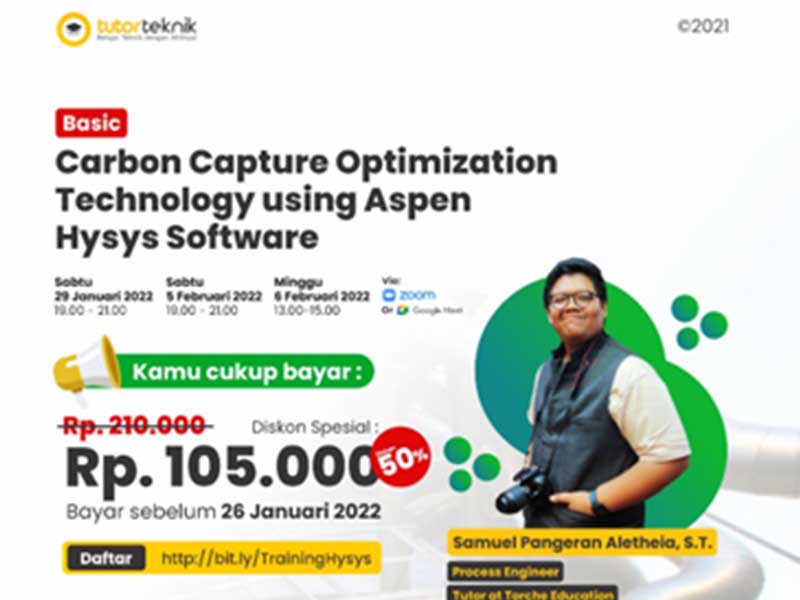 tutorteknik
Belajar Teknik dengan Ahlinya!
©2021
Basic
Carbon Capture Optimization
Technology using Aspen
Hysys Software
Sabtu
29 Januari 2022
19.00 - 21.00
Sabtu
5 Februari 2022
19.00 - 21.00
Minggu
6 Februari 2022
13.00-15.00
Via:
zoom
Or Google Meet
Kamu cukup bayar :
Rp. 210.000
Diskon Spesial :
Rp. 105.000
50%
Bayar sebelum 26 Januari 2022
Daftar http://bit.ly/TrainingHysys
Samuel Pangeran Aletheia, S.T.
Process Engineer
Tutor at Torche Education